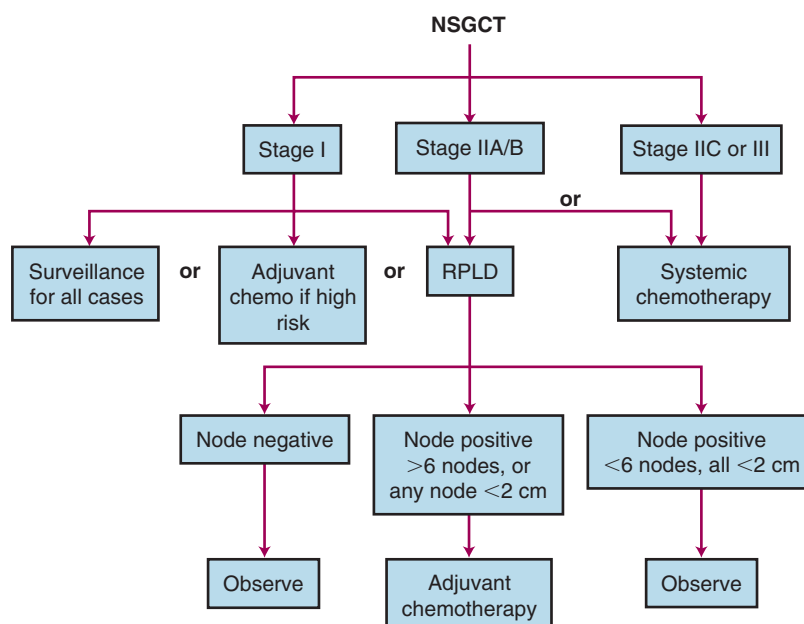 NSGCT
Stage I
Stage IIA/B
Stage IIC or III
or
Surveillance
for all cases
or
Adjuvant
chemo if high
risk
or
RPLD
Systemic
chemotherapy
Node negative
Node positive
>6 nodes, or
any node <2 cm
Node positive
<6 nodes, all <2 cm
Observe
Adjuvant
chemotherapy
Observe